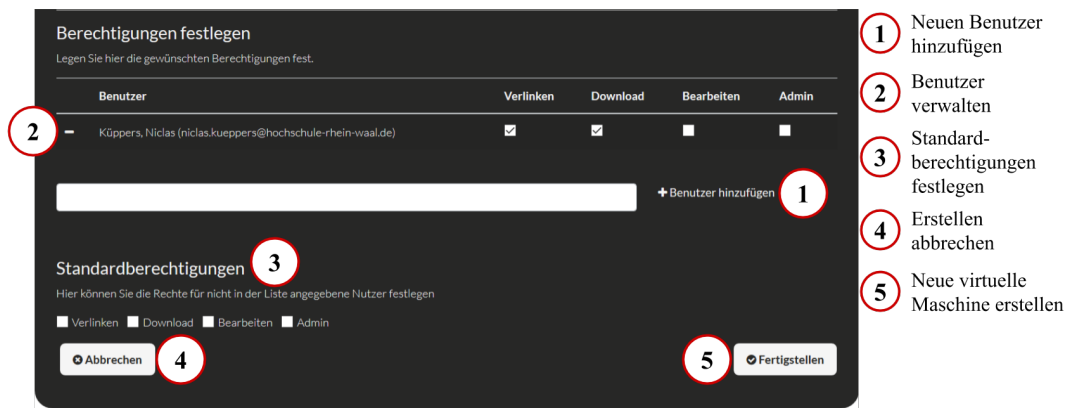 Berechtigungen festlegen
Legen Sie hier die gewünschten Berechtigungen fest.
Benutzer Verlinken Download Bearbeiten Admin
2 Küppers, Niclas (niclas.kueppers@hochschule-rhein-waal.de)
Benutzer hinzufügen 1
Standardberechtigungen 3
Hier können Sie die Rechte für nicht in der Liste angegebene Nutzer festlegen
Verlinken Download Bearbeiten Admin
Abbrechen 4
5 Fertigstellen
1 Neuen Benutzer
hinzufügen
2 Benutzer
verwalten
3 Standard-
berechtigungen
festlegen
4 Erstellen
abbrechen
5 Neue virtuelle
Maschine erstellen